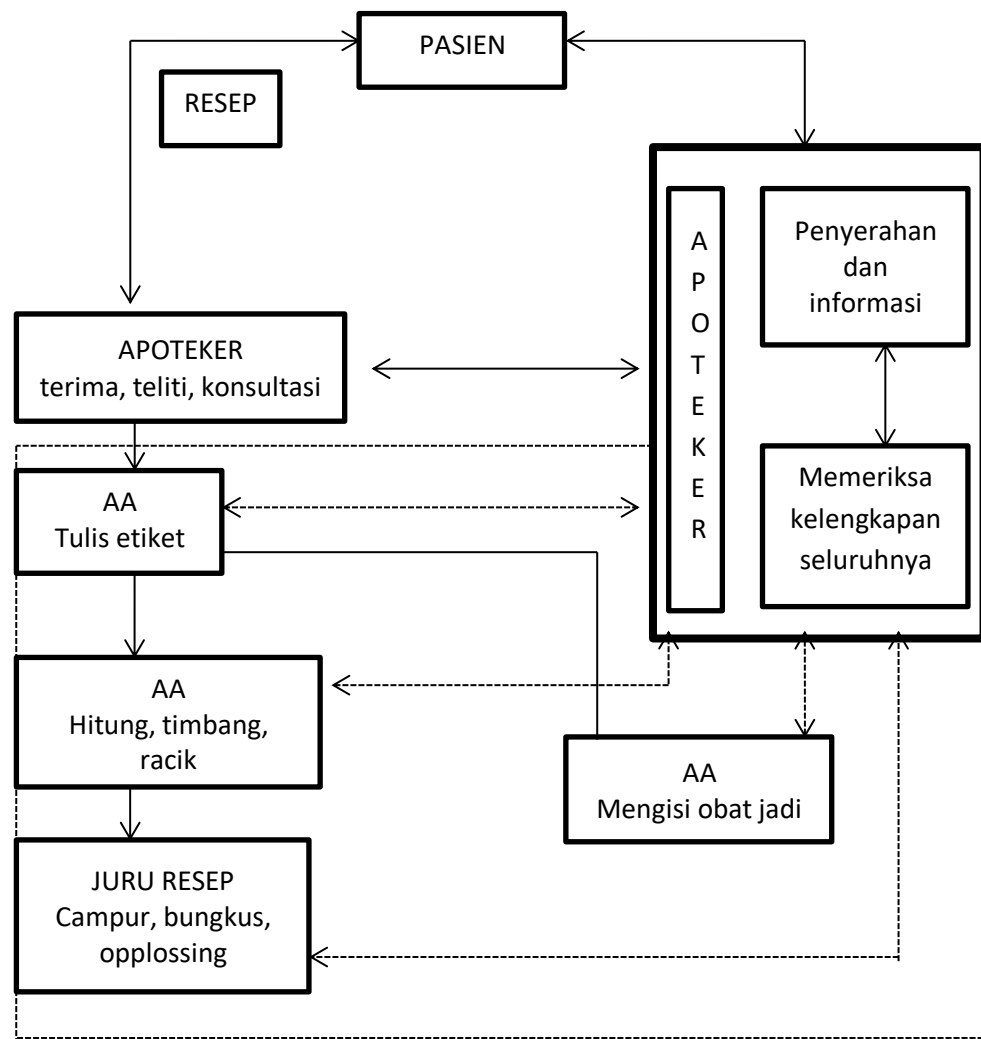 PASIEN
RESEP
APOTEKER
terima, teliti, konsultasi
AA
Tulis etiket
AA
Hitung, timbang,
racik
JURU RESEP
Campur, bungkus,
opplossing
AA
Mengisi obat jadi
A
P
O
T
E
K
E
R
Penyerahan
dan
informasi
Memeriksa
kelengkapan
seluruhnya